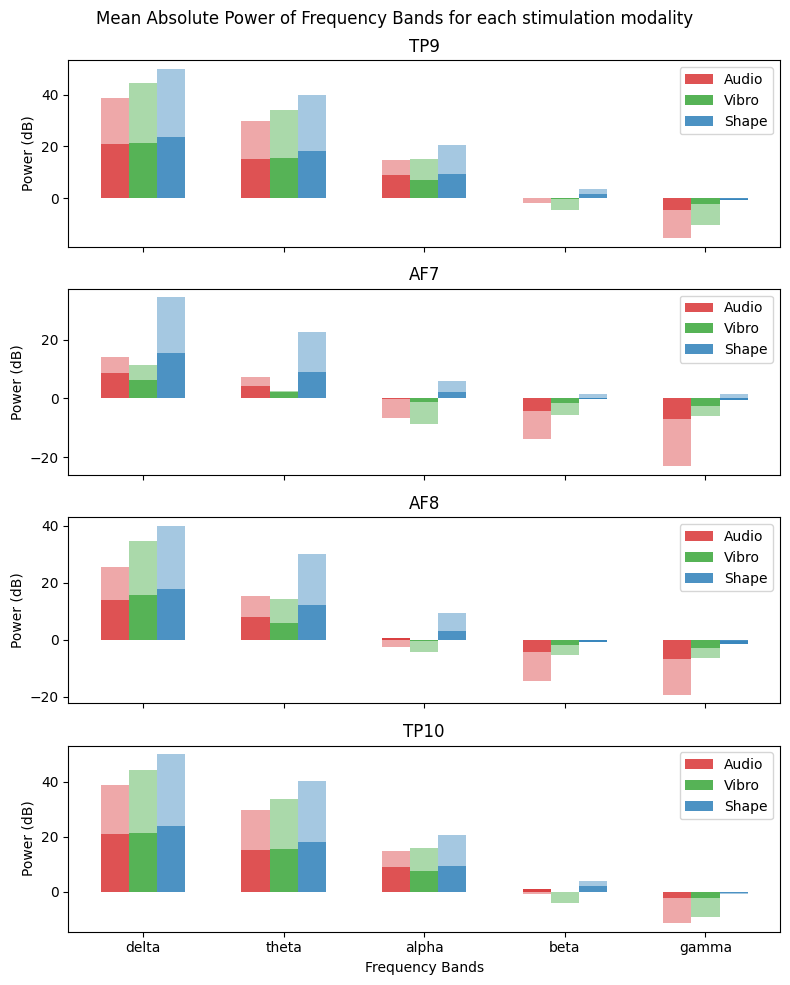 Mean Absolute Power of Frequency Bands for each stimulation modality
TP9
Power (dB)
40
20
0
Audio
Vibro
Shape
AF7
Power (dB)
20
0
−20
Audio
Vibro
Shape
AF8
Power (dB)
40
20
0
−20
Audio
Vibro
Shape
TP10
Power (dB)
40
20
0
Audio
Vibro
Shape
delta theta alpha beta gamma
Frequency Bands